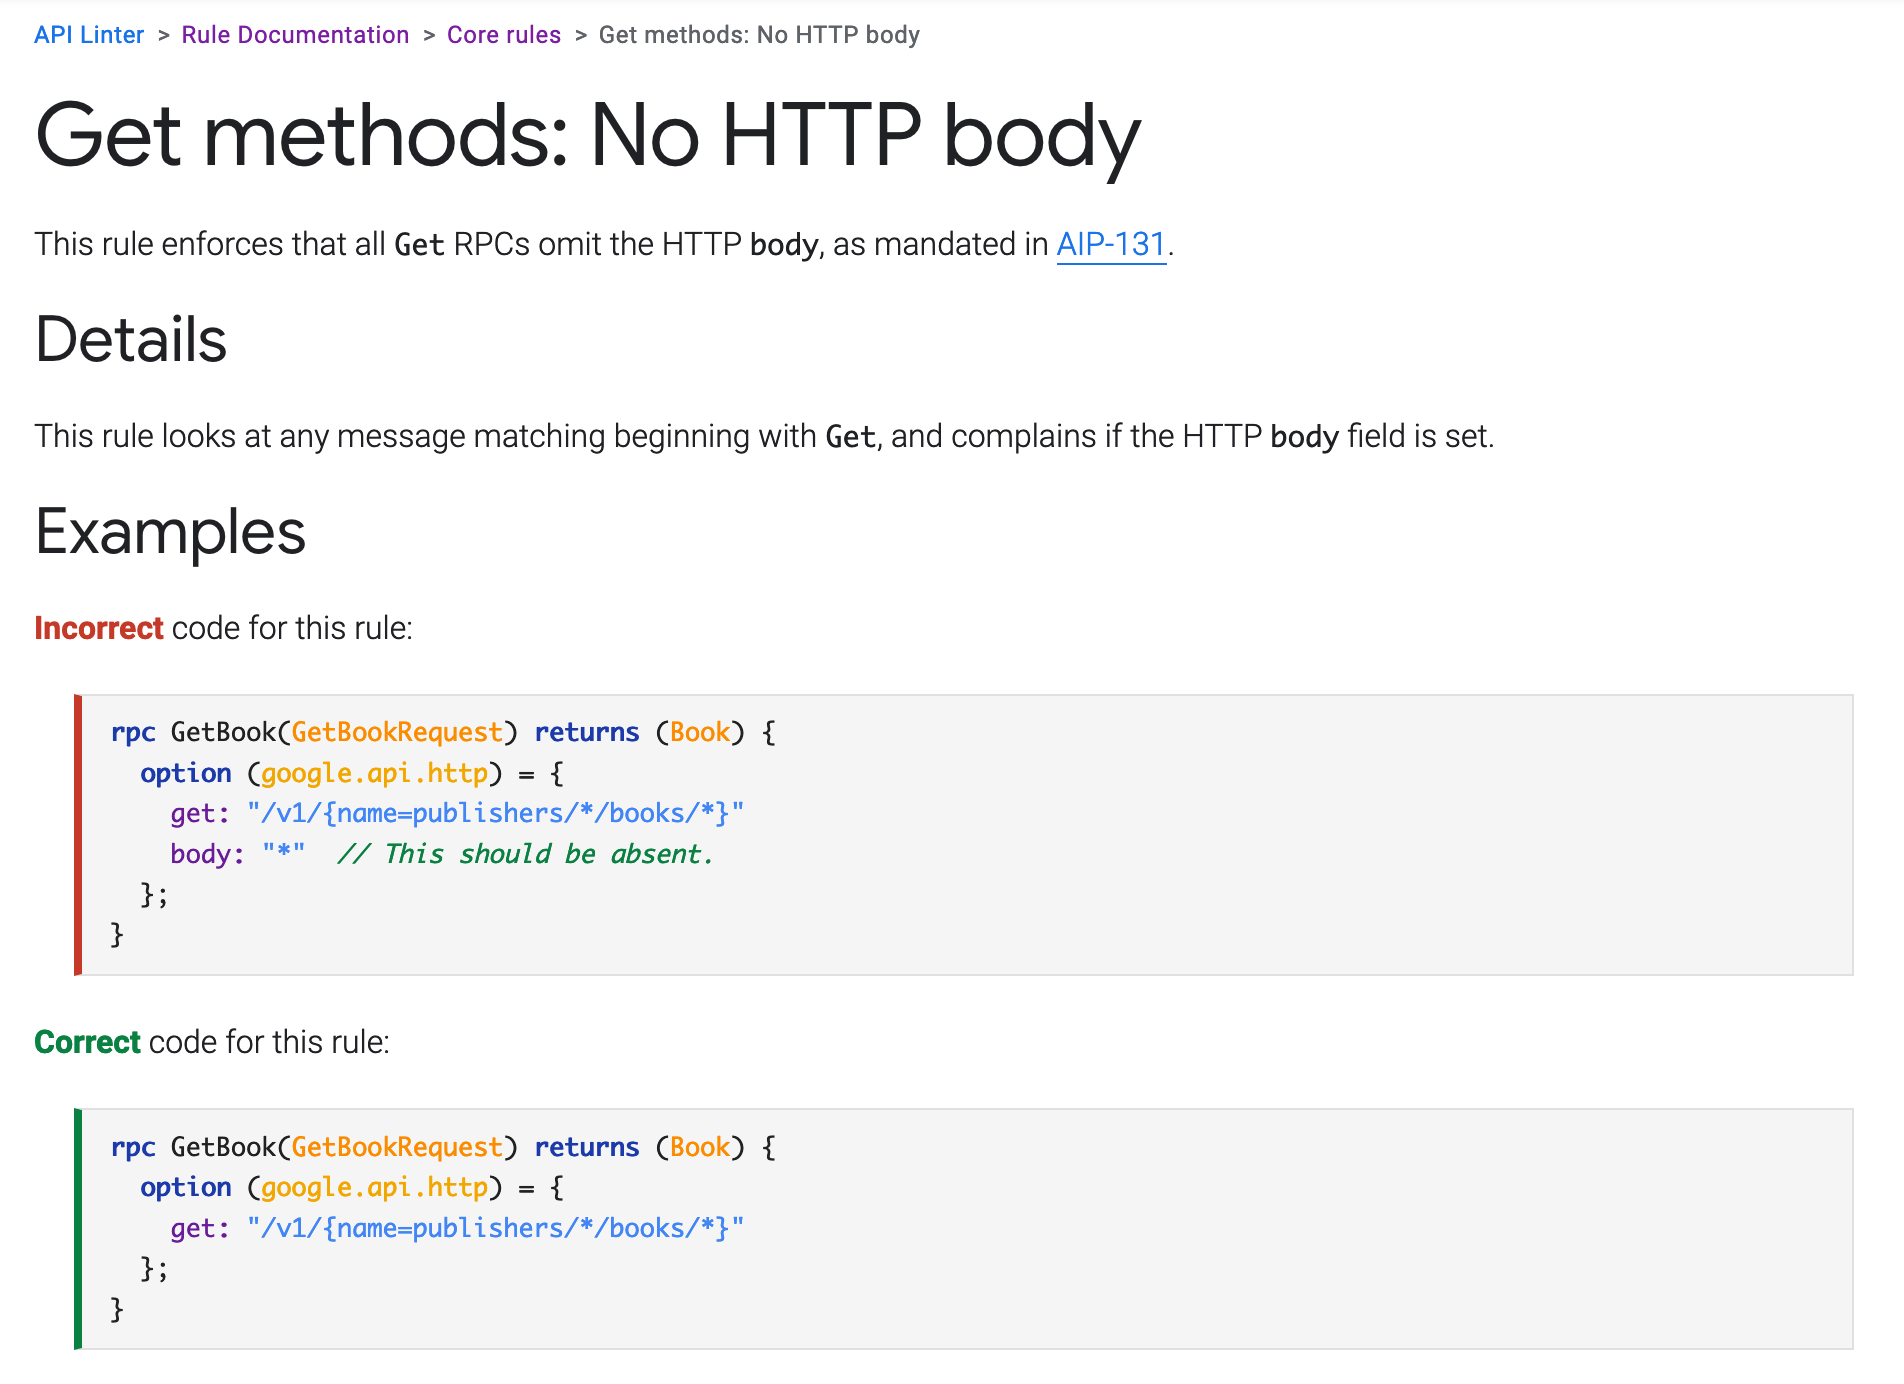 API Linter > Rule Documentation > Core rules > Get methods: No HTTP body
Get methods: No HTTP body
This rule enforces that all Get RPCs omit the HTTP body, as mandated in AIP-131.
Details
This rule looks at any message matching beginning with Get, and complains if the HTTP body field is set.
Examples
Incorrect code for this rule:
rpc GetBook(GetBookRequest) returns (Book) {
  option (google.api.http) = {
    get: "/v1/{name=publishers/*/books/*}"
    body: "*"  // This should be absent.
  };
}
Correct code for this rule:
rpc GetBook(GetBookRequest) returns (Book) {
  option (google.api.http) = {
    get: "/v1/{name=publishers/*/books/*}"
  };
}